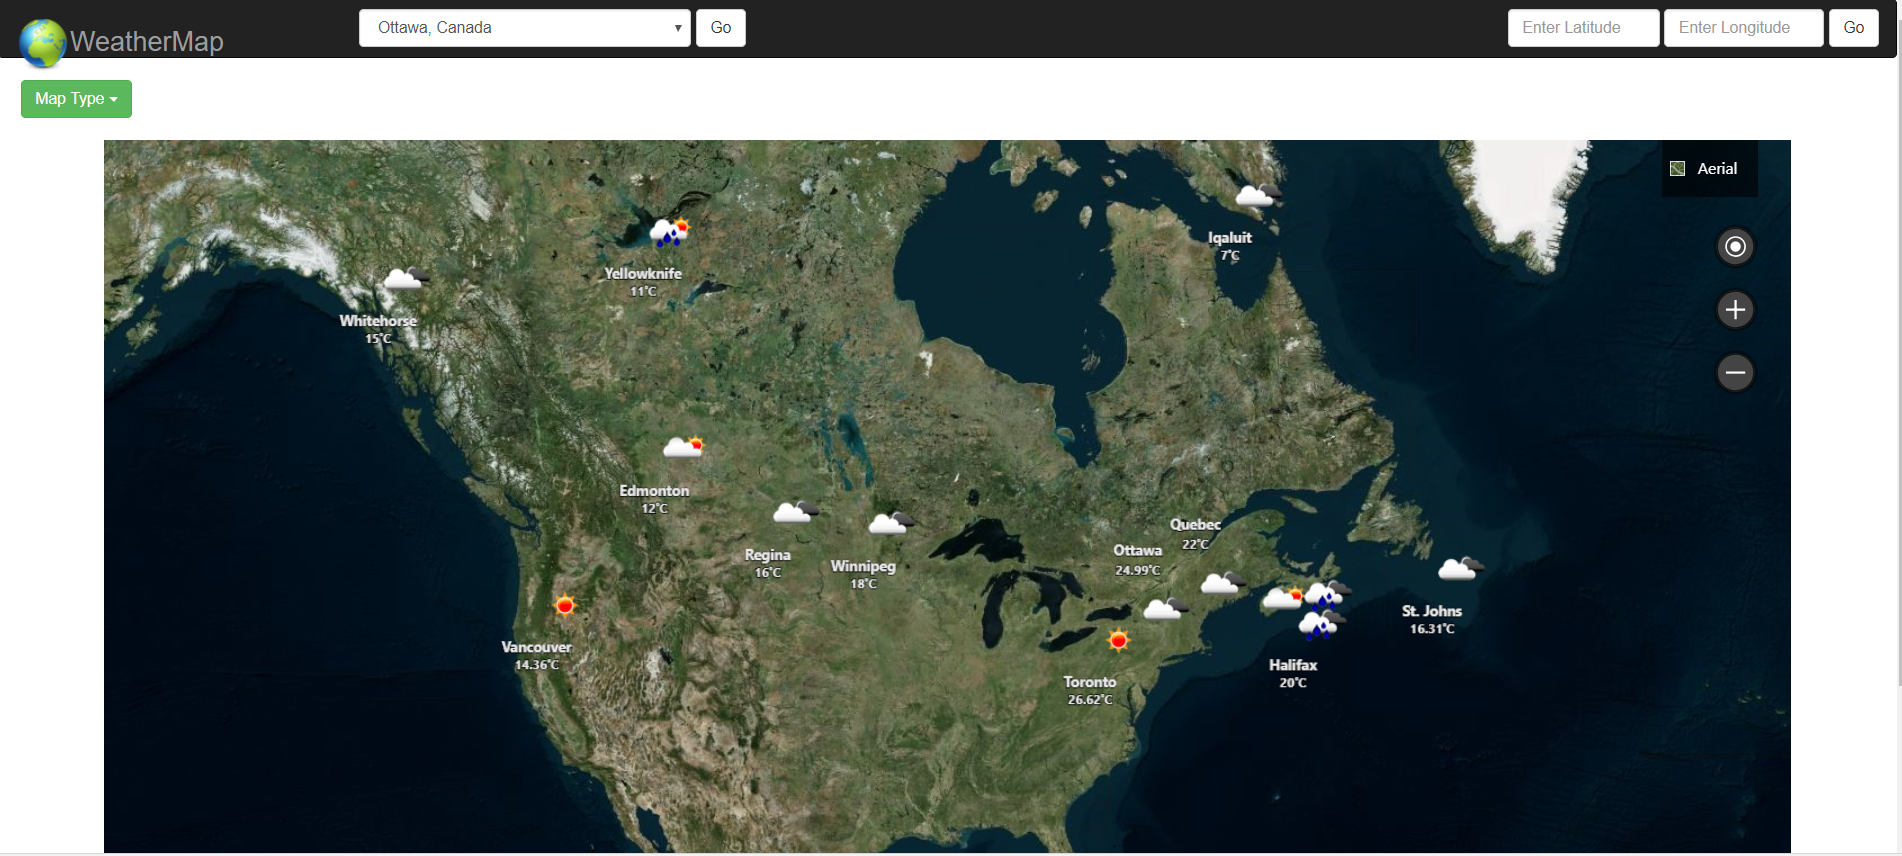 WeatherMap
Ottawa, Canada
Go
Enter Latitude
Enter Longitude
Go
Map Type
Aerial
Iqaluit
7°C
Yellowknife
11°C
Whitehorse
15°C
Edmonton
12°C
Regina
16°C
Winnipeg
18°C
Quebec
22°C
Ottawa
24.99°C
St. Johns
16.31°C
Vancouver
14.36°C
Halifax
20°C
Toronto
26.62°C